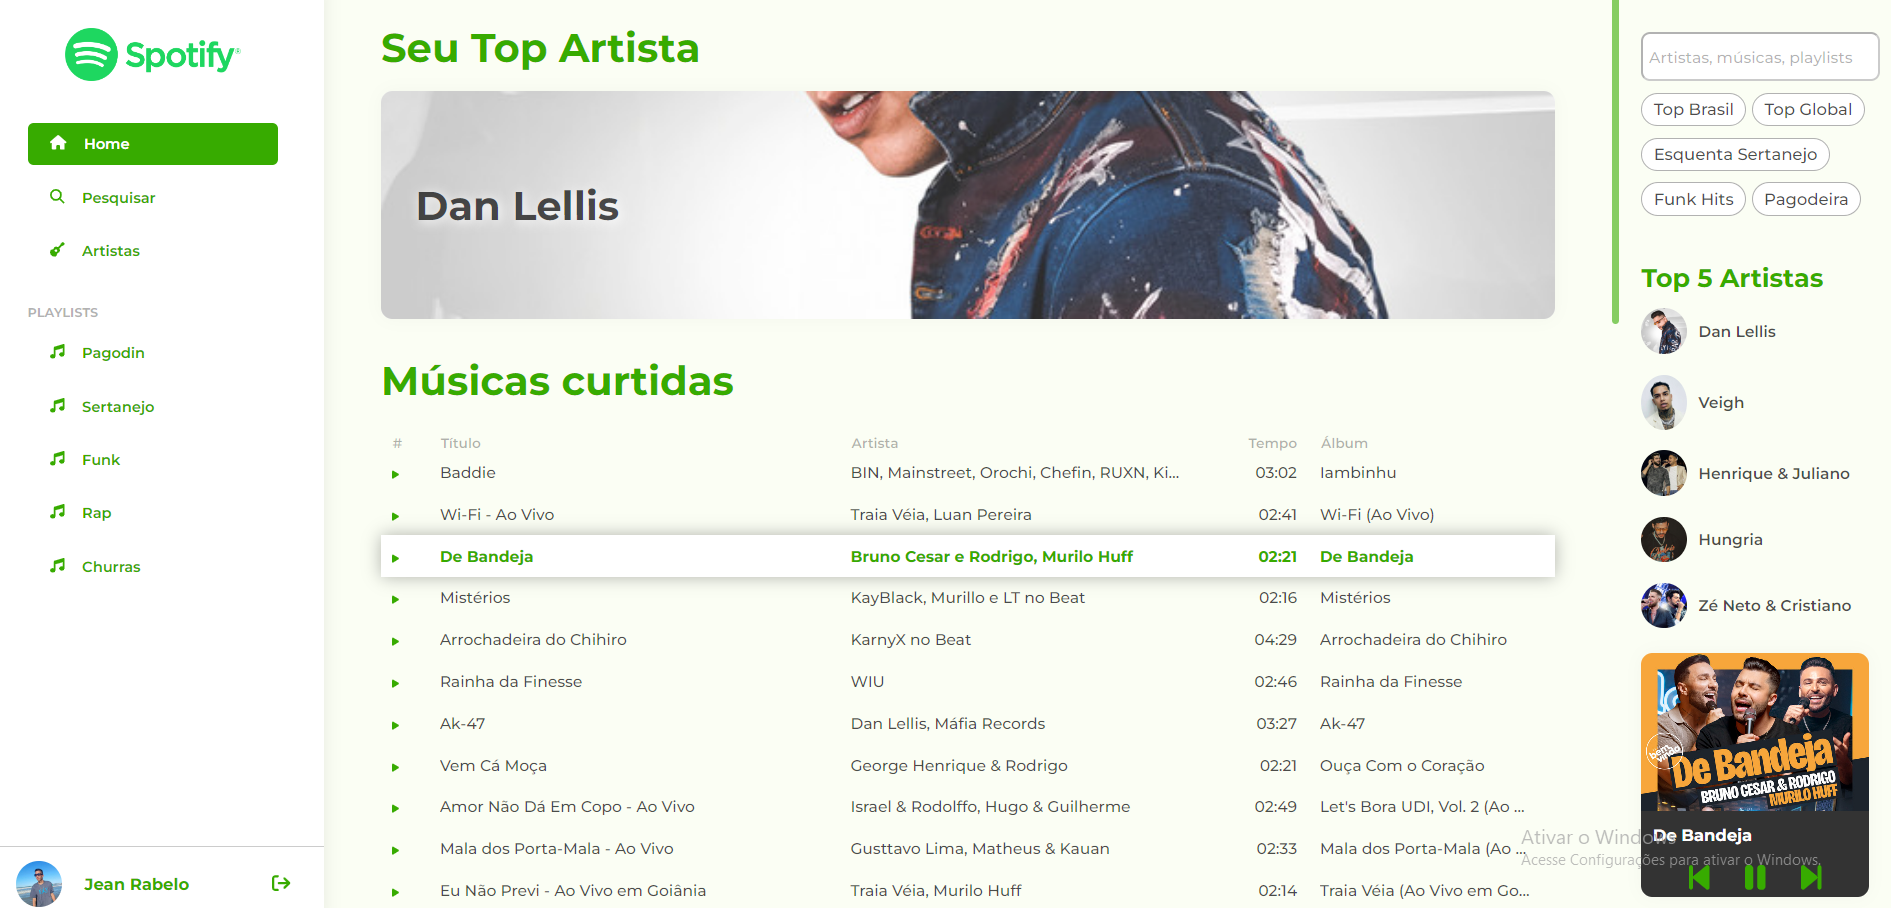 Spotify®
Home
Pesquisar
Artistas
PLAYLISTS
Pagodin
Sertanejo
Funk
Rap
Churras
Jean Rabelo
Seu Top Artista
Dan Lellis
Músicas curtidas
# Título Artista Tempo Álbum
Baddie BIN, Mainstreet, Orochi, Chefin, RUXN, Ki... 03:02 Iambinhu
Wi-Fi - Ao Vivo Traia Véia, Luan Pereira 02:41 Wi-Fi (Ao Vivo)
De Bandeja Bruno Cesar e Rodrigo, Murilo Huff 02:21 De Bandeja
Mistérios KayBlack, Murillo e LT no Beat 02:16 Mistérios
Arrochadeira do Chihiro KarnyX no Beat 04:29 Arrochadeira do Chihiro
Rainha da Finesse WIU 02:46 Rainha da Finesse
Ak-47 Dan Lellis, Máfia Records 03:27 Ak-47
Vem Cá Moça George Henrique & Rodrigo 02:21 Ouça Com o Coração
Amor Não Dá Em Copo - Ao Vivo Israel & Rodolffo, Hugo & Guilherme 02:49 Let's Bora UDI, Vol. 2 (Ao ...
Mala dos Porta-Mala - Ao Vivo Gusttavo Lima, Matheus & Kauan 02:33 Mala dos Porta-Mala (Ao ...
Eu Não Previ - Ao Vivo em Goiânia Traia Véia, Murilo Huff 02:14 Traia Véia (Ao Vivo em Go...
Artistas, músicas, playlists
Top Brasil Top Global
Esquenta Sertanejo
Funk Hits Pagodeira
Top 5 Artistas
Dan Lellis
Veigh
Henrique & Juliano
Hungria
Zé Neto & Cristiano
De Bandeja
BRUNO CESAR & RODRIGO
MURILO HUFF
De Bandeja
Ativar o Windows
Acesse Configurações para ativar o Windows.